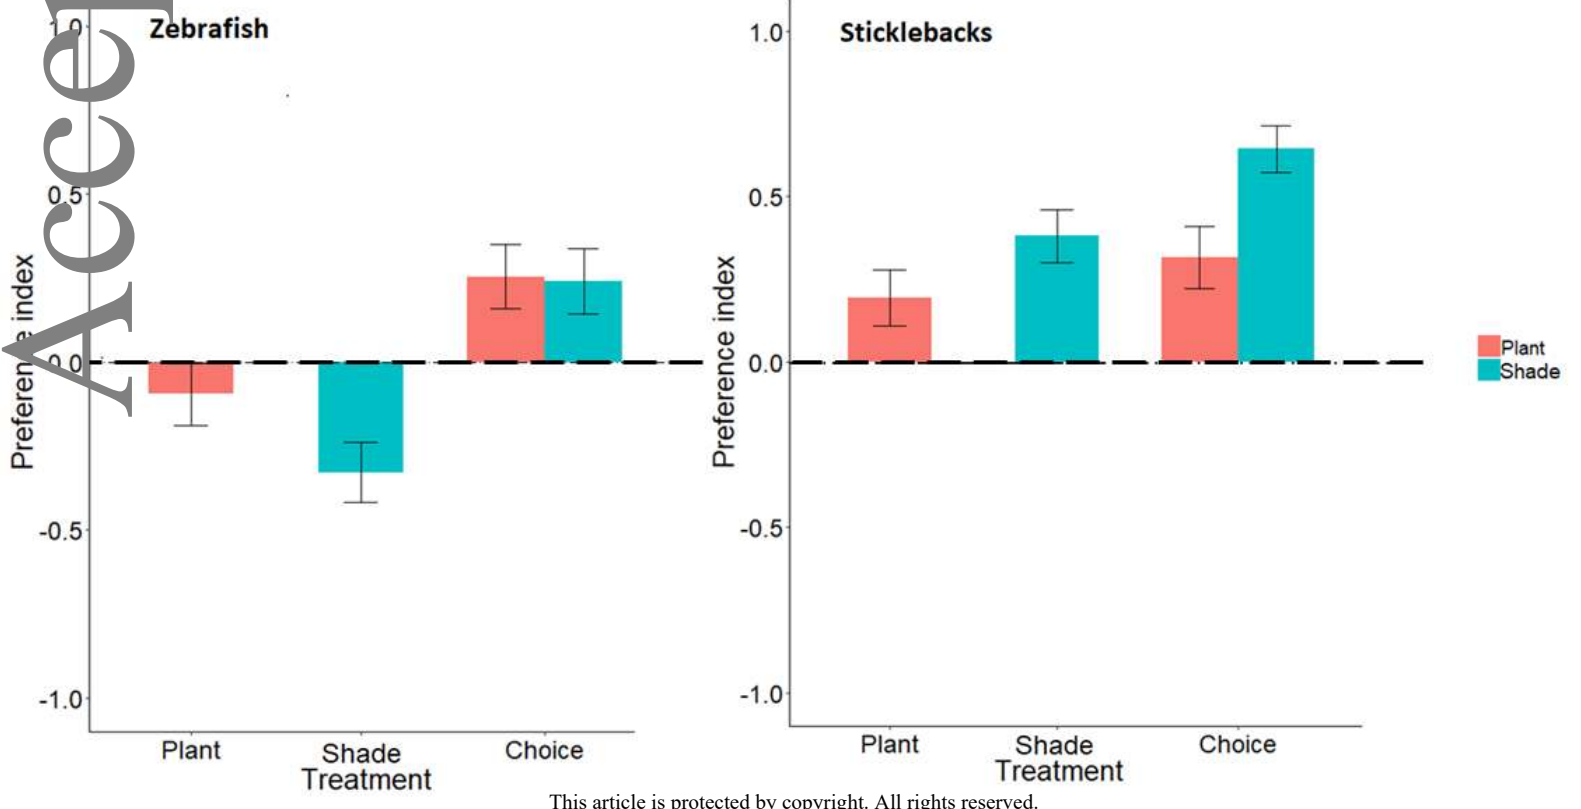 Accep
Zebrafish
1.0
0.5
0.0
-0.5
-1.0
Preference index
Plant
Shade
Choice
Treatment
Sticklebacks
1.0
0.5
0.0
-0.5
-1.0
Preference index
Plant
Shade
Choice
Treatment
Plant
Shade
This article is protected by copyright. All rights reserved.